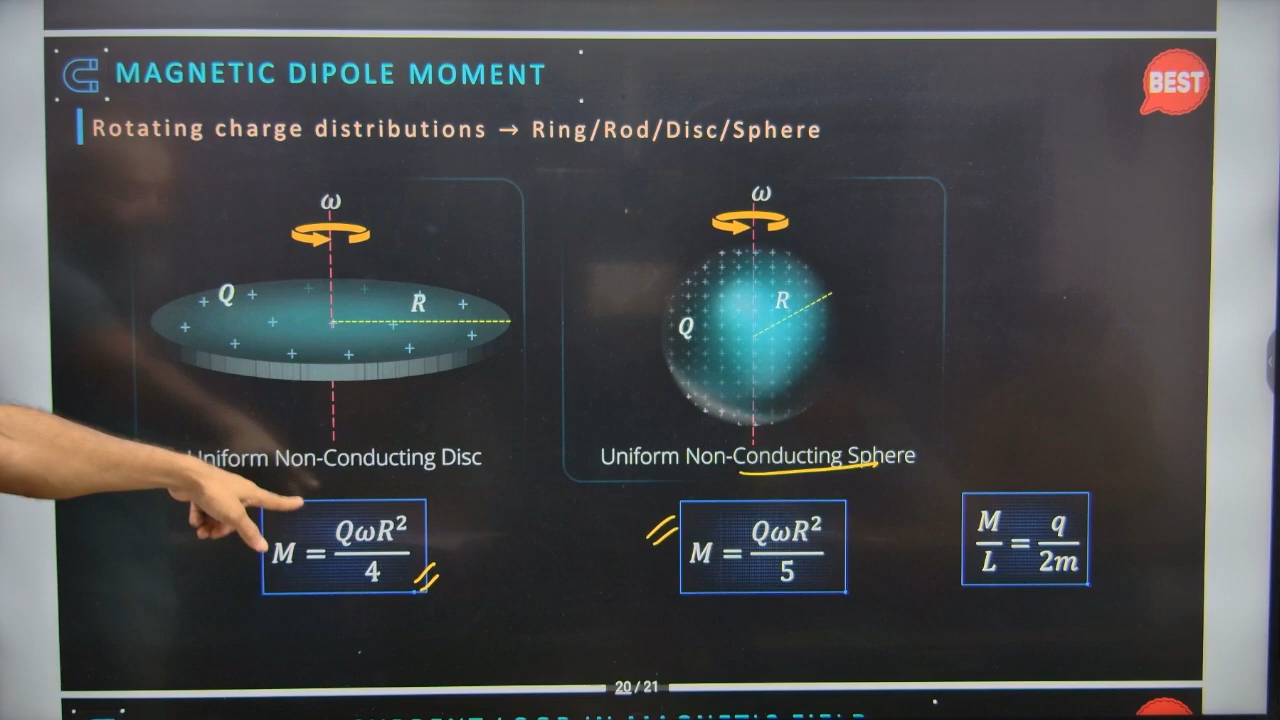 MAGNETIC DIPOLE MOMENT
BEST
Rotating charge distributions → Ring/Rod/Disc/Sphere
ω
ω
Q
R
R
Q
Uniform Non-Conducting Disc
Uniform Non-Conducting Sphere
M = QωR²/4
M = QωR²/5
M/L = q/2m
20 / 21